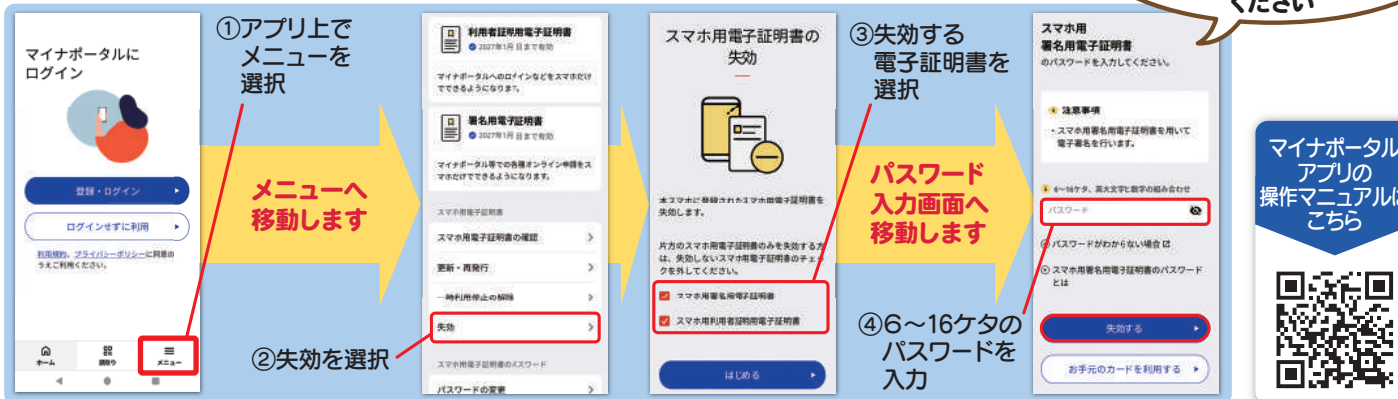 ください
マイナポータルに
ログイン
登録・ログイン
ログインせずに利用
利用規約、プライバシーポリシーに同意の
うえご利用ください。
ホーム
読取り
メニュー
①アプリ上で
メニューを
選択
メニューへ
移動します
利用者証明用電子証明書
2027年1月 日まで有効
マイナポータルへのログインなどをスマホだけ
でできるようになります。
署名用電子証明書
2027年1月 日まで有効
マイナポータル等での各種オンライン申請をス
マホだけでできるようになります。
スマホ用電子証明書
スマホ用電子証明書の確認
更新・再発行
一時利用停止の解除
失効
スマホ用電子証明書のパスワード
パスワードの変更
②失効を選択
スマホ用電子証明書の
失効
本スマホに登録されたスマホ用電子証明書を
失効します。
片方のスマホ用電子証明書のみを失効する方
は、失効しないスマホ用電子証明書のチェッ
クを外してください。
スマホ用署名用電子証明書
スマホ用利用者証明用電子証明書
はじめる
③失効する
電子証明書を
選択
パスワード
入力画面へ
移動します
スマホ用
署名用電子証明書
のパスワードを入力してください。
注意事項
・スマホ用署名用電子証明書を用いて
電子署名を行います。
6~16ケタ、英大文字と数字の組み合わせ
パスワード
パスワードがわからない場合
スマホ用署名用電子証明書のパスワード
とは
失効する
お手元のカードを利用する
④6~16ケタの
パスワードを
入力
マイナポータル
アプリの
操作マニュアルは
こちら